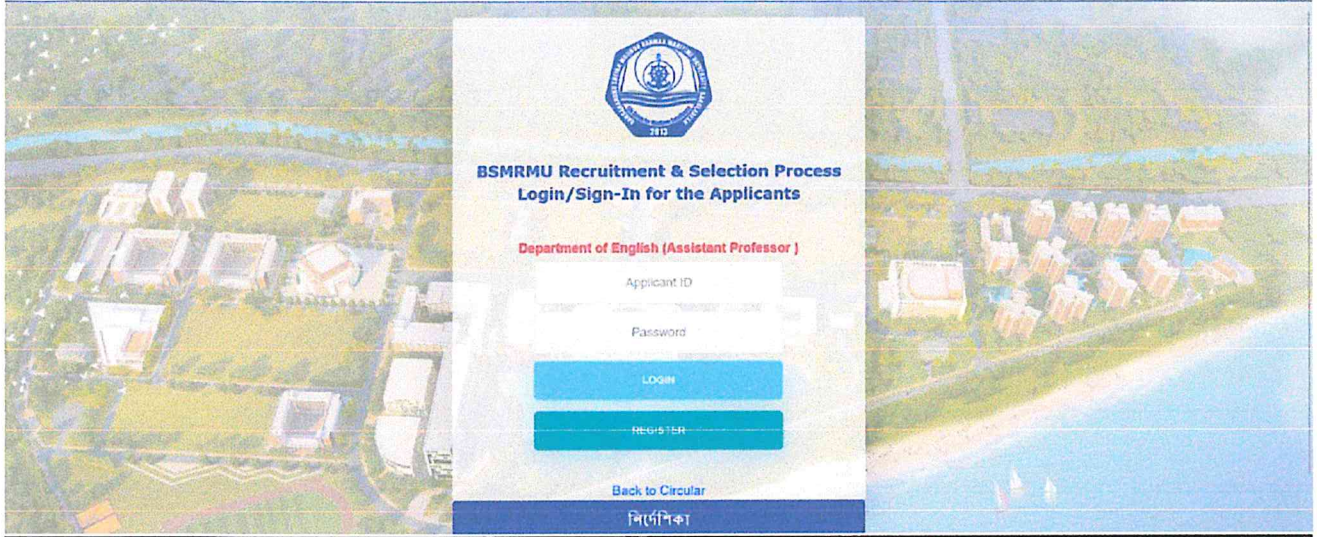 2013
BSMRMU Recruitment & Selection Process
Login/Sign-In for the Applicants
Department of English (Assistant Professor )
Applicant ID
Password
LOGIN
REGISTER
Back to Circular
নির্দেশিকা